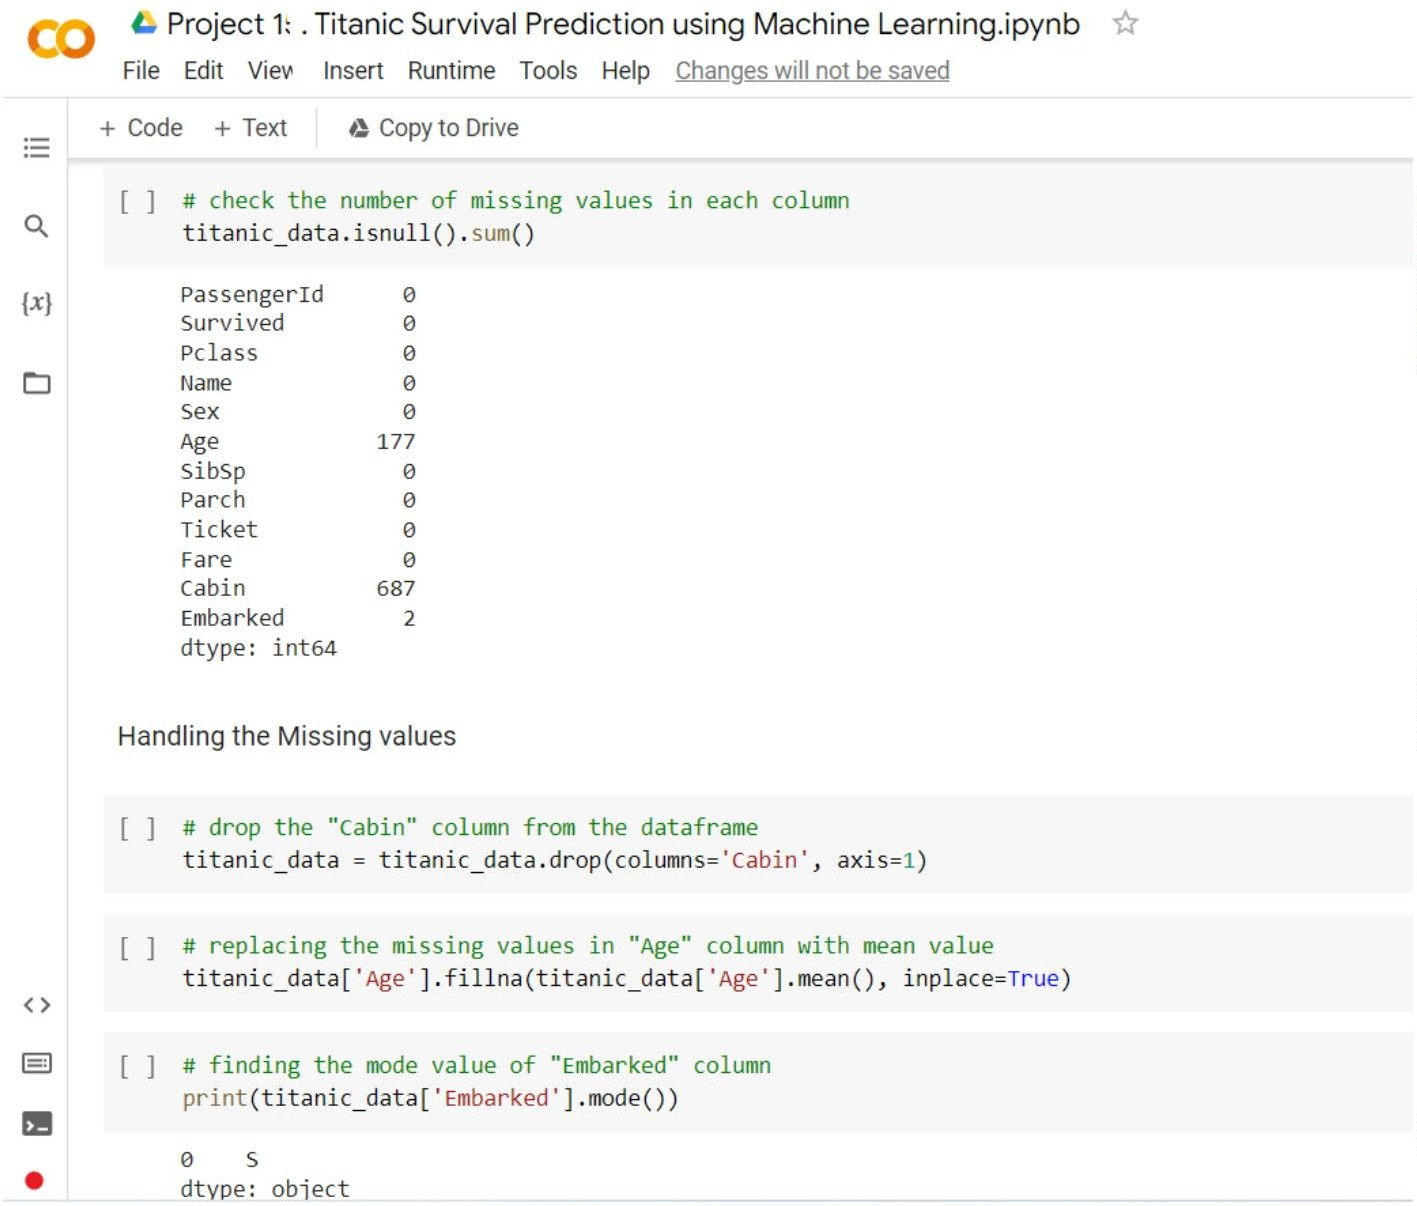 Project 1: . Titanic Survival Prediction using Machine Learning.ipynb
File Edit View Insert Runtime Tools Help Changes will not be saved
+ Code + Text Copy to Drive
[ ] # check the number of missing values in each column
titanic_data.isnull().sum()
{x}
PassengerId 0
Survived 0
Pclass 0
Name 0
Sex 0
Age 177
SibSp 0
Parch 0
Ticket 0
Fare 0
Cabin 687
Embarked 2
dtype: int64
Handling the Missing values
[ ] # drop the "Cabin" column from the dataframe
titanic_data = titanic_data.drop(columns='Cabin', axis=1)
[ ] # replacing the missing values in "Age" column with mean value
titanic_data['Age'].fillna(titanic_data['Age'].mean(), inplace=True)
[ ] # finding the mode value of "Embarked" column
print(titanic_data['Embarked'].mode())
0 S
dtype: object